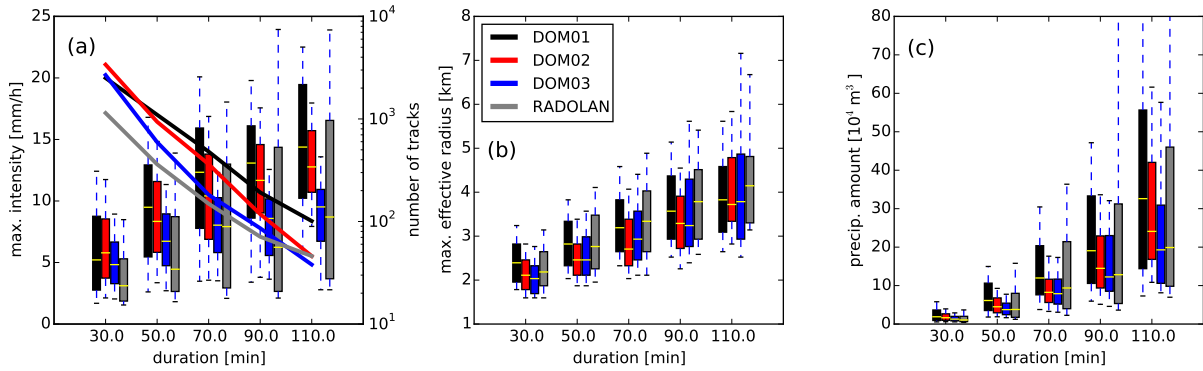 (a)
max. intensity [mm/h]
25
20
15
10
5
0
10^4
10^3
10^2
10^1
number of tracks
30.0 50.0 70.0 90.0 110.0
duration [min]
(b)
DOM01
DOM02
DOM03
RADOLAN
max. effective radius [km]
8
7
6
5
4
3
2
1
30.0 50.0 70.0 90.0 110.0
duration [min]
(c)
precip. amount [10^4 m^3]
80
70
60
50
40
30
20
10
0
30.0 50.0 70.0 90.0 110.0
duration [min]